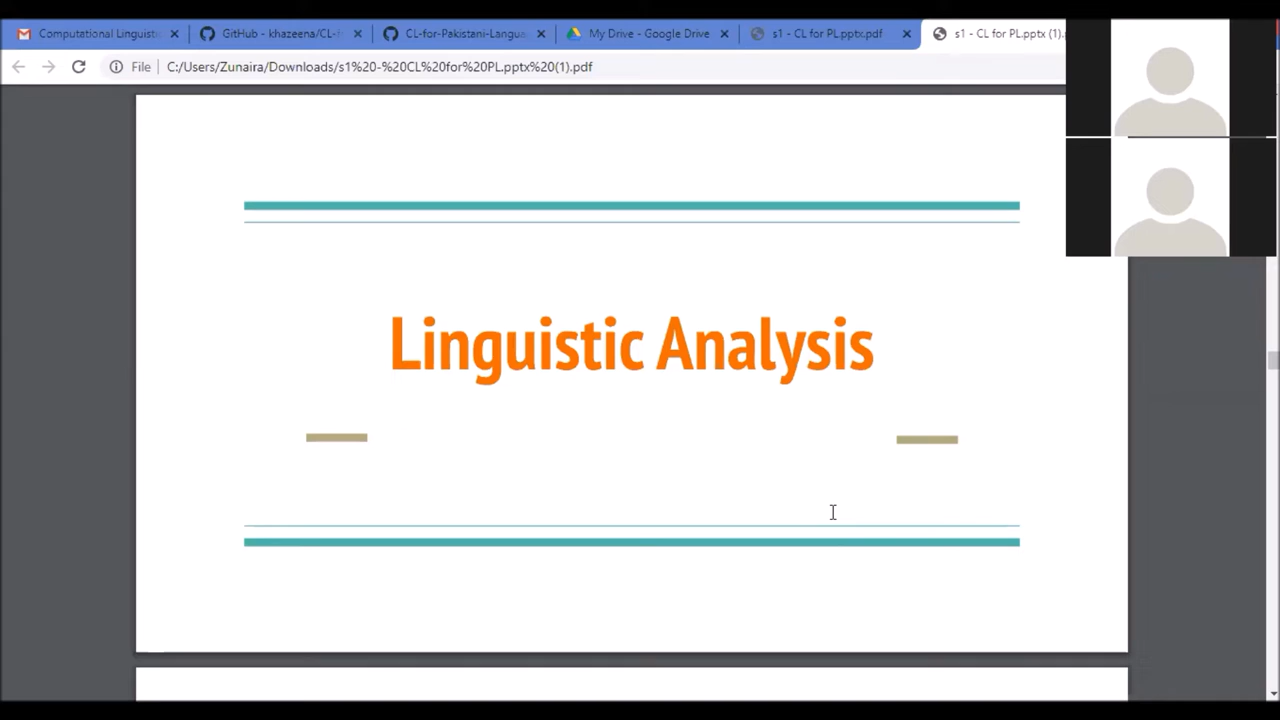 Computational Linguistic
GitHub - khazeena/CL-f
CL-for-Pakistani-Langua
My Drive - Google Drive
s1 - CL for PL.pptx.pdf
s1 - CL for PL.pptx (1).
File C:/Users/Zunaira/Downloads/s1%20-%20CL%20for%20PL.pptx%20(1).pdf
Linguistic Analysis